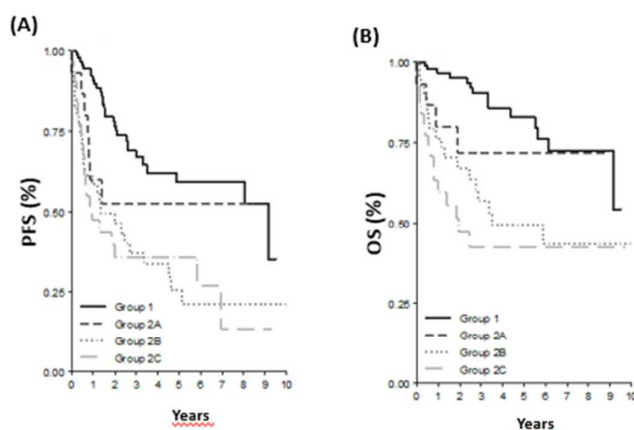 (A)
1.00
0.75
0.50
0.25
0.00
PFS (%)
Group 1
Group 2A
Group 2B
Group 2C
0 1 2 3 4 5 6 7 8 9 10
Years
(B)
1.00
0.75
0.50
0.25
0.00
OS (%)
Group 1
Group 2A
Group 2B
Group 2C
0 1 2 3 4 5 6 7 8 9 10
Years